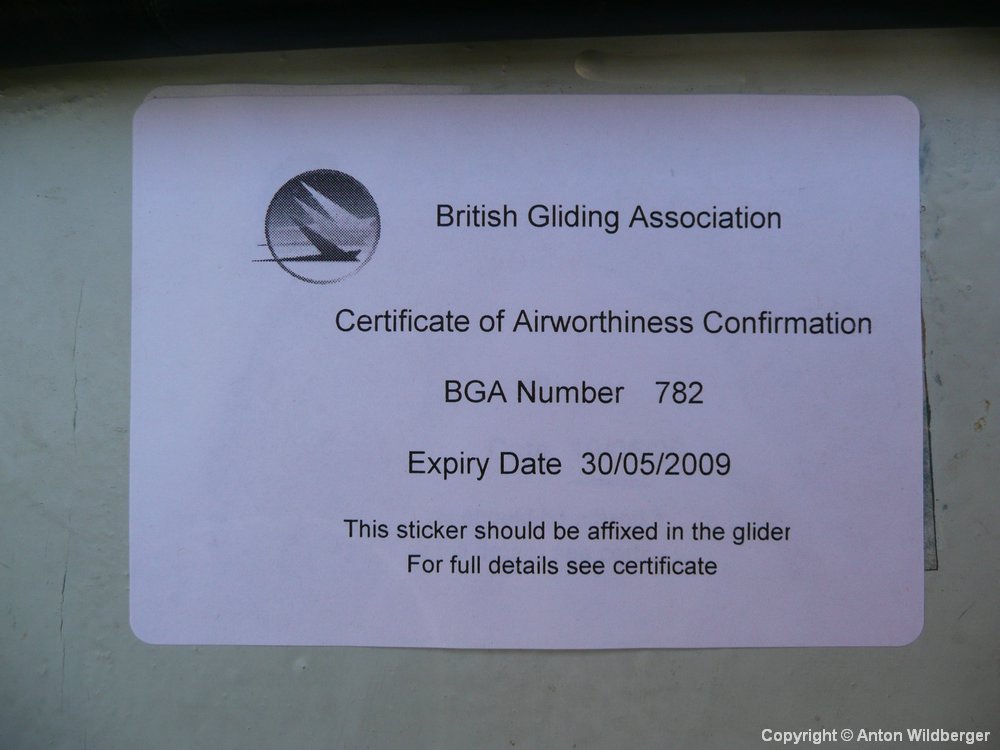 British Gliding Association
Certificate of Airworthiness Confirmation
BGA Number 782
Expiry Date 30/05/2009
This sticker should be affixed in the glider
For full details see certificate
Copyright © Anton Wildberger